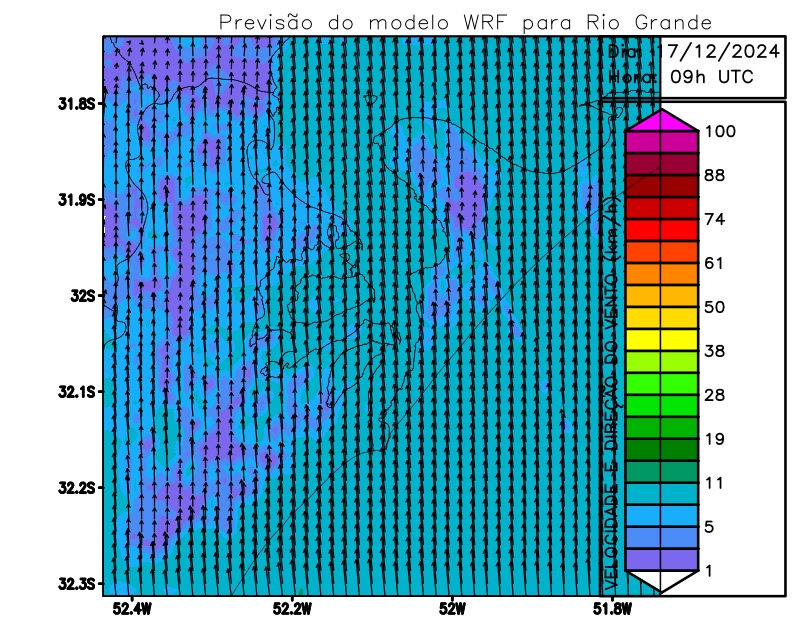 Previsão do modelo WRF para Rio Grande
Dia: 17/12/2024
Hora: 09h UTC
31.8S
31.9S
32S
32.1S
32.2S
32.3S
52.4W
52.2W
52W
51.8W
VELOCIDADE E DIREÇÃO DO VENTO (km/h)
100
88
74
61
50
38
28
19
11
5
1